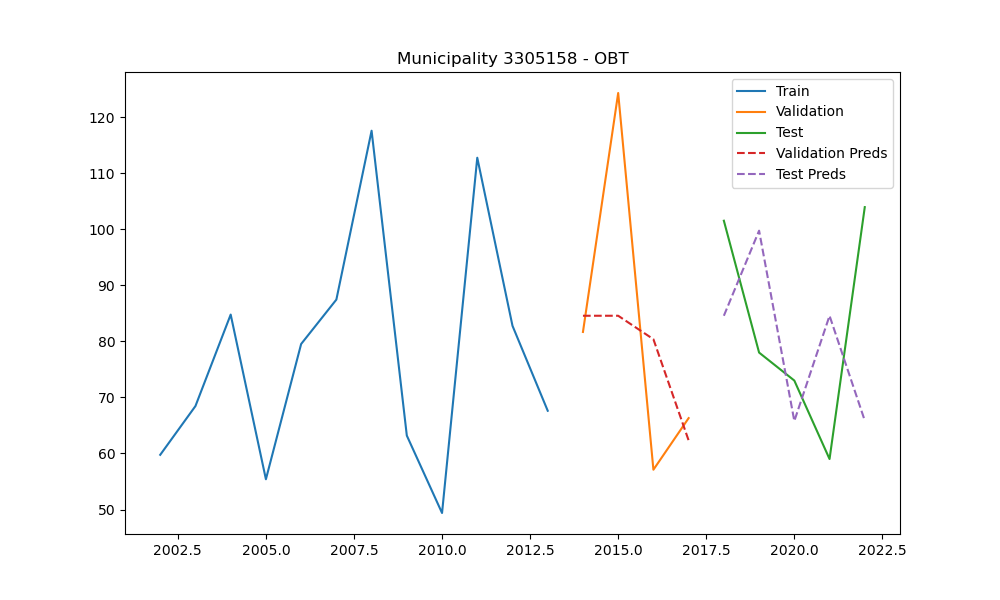 Municipality 3305158 - OBT
Train
Validation
Test
Validation Preds
Test Preds
120
110
100
90
80
70
60
50
2002.5 2005.0 2007.5 2010.0 2012.5 2015.0 2017.5 2020.0 2022.5